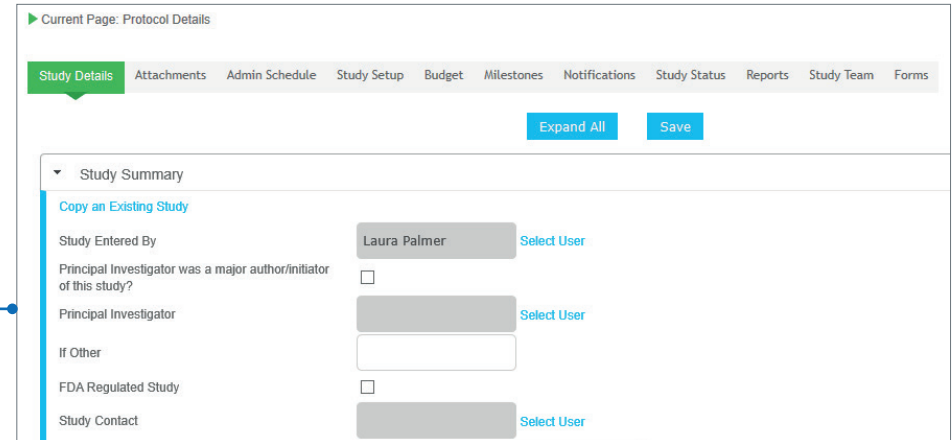 Current Page: Protocol Details
Study Details Attachments Admin Schedule Study Setup Budget Milestones Notifications Study Status Reports Study Team Forms
Expand All Save
Study Summary
Copy an Existing Study
Study Entered By Laura Palmer Select User
Principal Investigator was a major author/initiator
of this study?
Principal Investigator Select User
If Other
FDA Regulated Study
Study Contact Select User